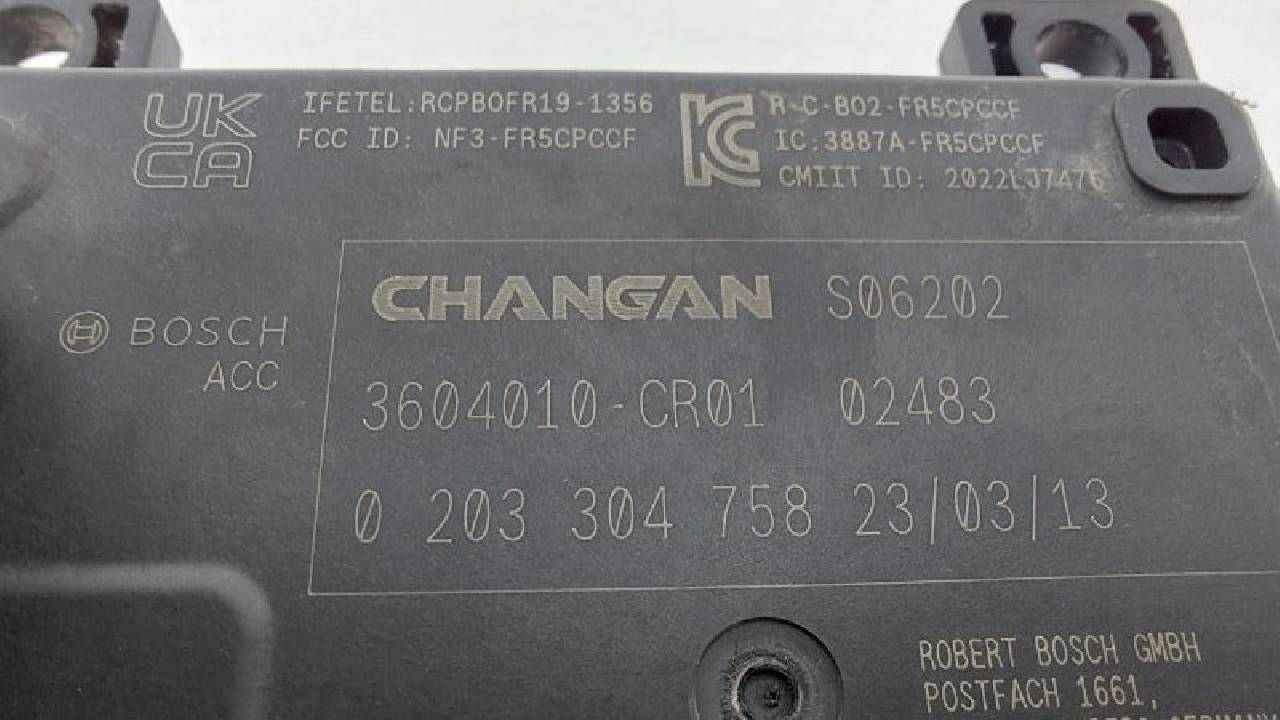 UK
CA
IFETEL:RCPBOFR19-1356
FCC ID: NF3-FR5CPCCF
R-C-BO2-FR5CPCCF
IC:3887A-FR5CPCCF
CMIIT ID: 2022LJ7476
BOSCH
ACC
CHANGAN S06202
3604010-CR01 02483
0 203 304 758 23/03/13
ROBERT BOSCH GMBH
POSTFACH 1661,